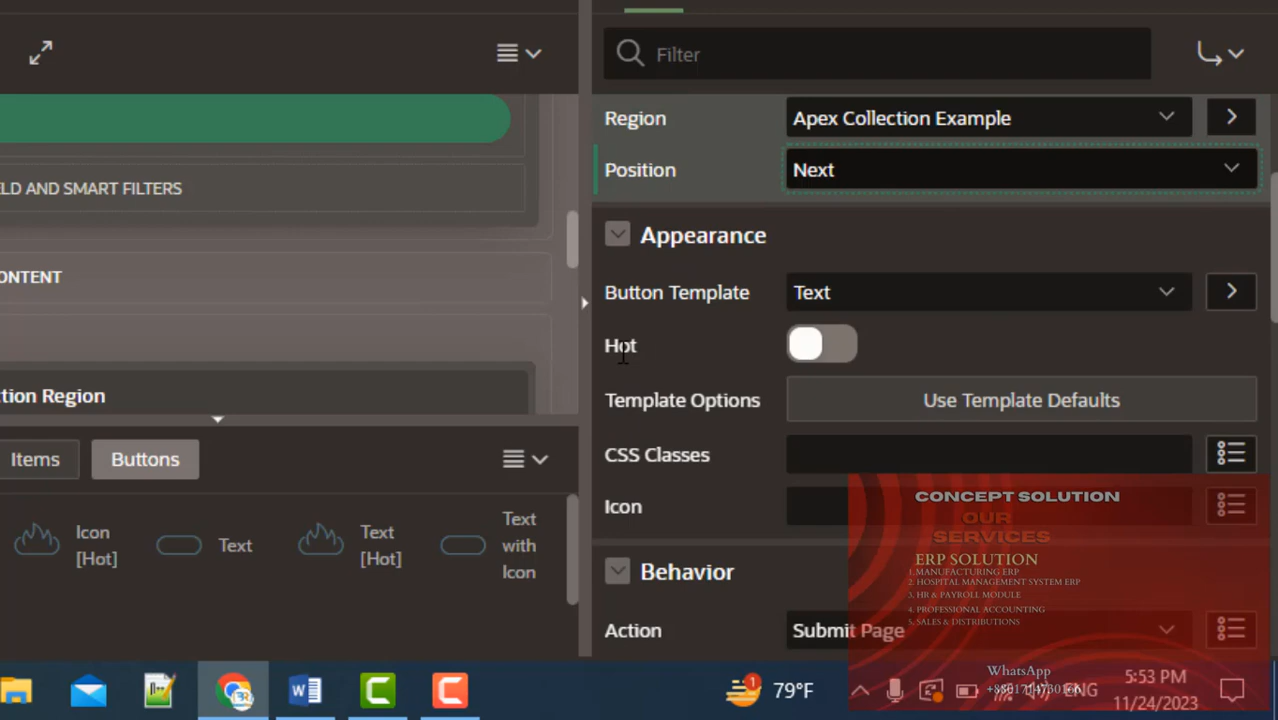 Filter
Region
Apex Collection Example
Position
Next
Appearance
Button Template
Text
Hot
Template Options
Use Template Defaults
CSS Classes
Icon
Behavior
Action
Submit Page
LD AND SMART FILTERS
ONTENT
tion Region
Items
Buttons
Icon
[Hot]
Text
Text
[Hot]
Text
with
Icon
CONCEPT SOLUTION
OUR
SERVICES
ERP SOLUTION
1. MANUFACTURING ERP
2. HOSPITAL MANAGEMENT SYSTEM ERP
3. HR & PAYROLL MODULE
4. PROFESSIONAL ACCOUNTING
5. SALES & DISTRIBUTIONS
WhatsApp
79°F
ENG
5:53 PM
11/24/2023